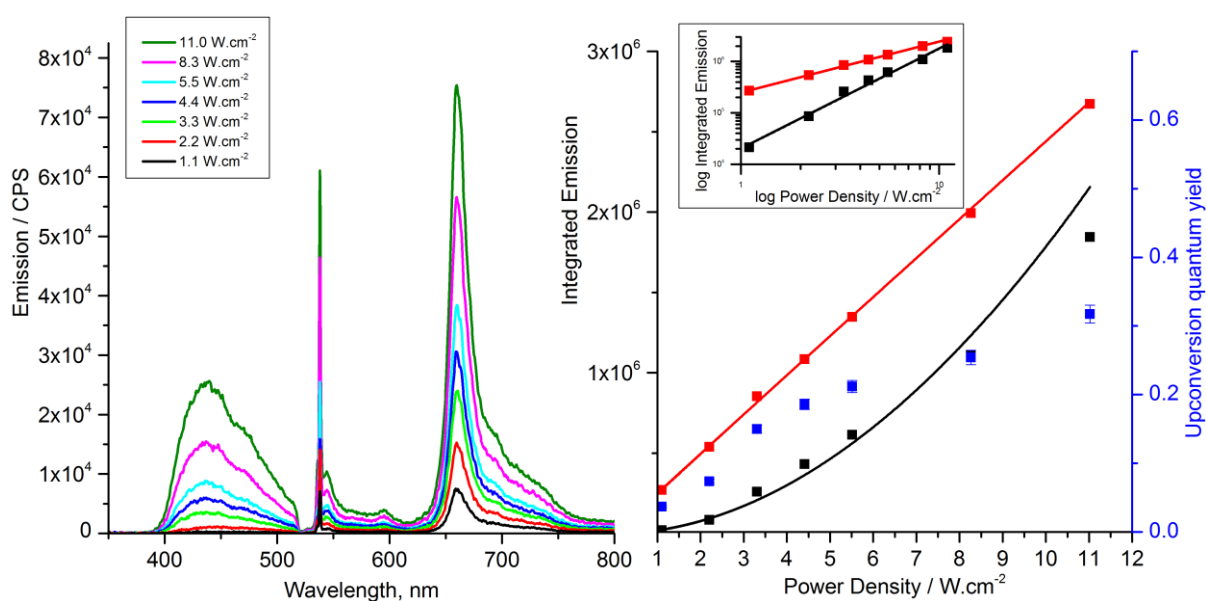 11.0 W.cm⁻²
8.3 W.cm⁻²
5.5 W.cm⁻²
4.4 W.cm⁻²
3.3 W.cm⁻²
2.2 W.cm⁻²
1.1 W.cm⁻²
Emission / CPS
8x10⁴
7x10⁴
6x10⁴
5x10⁴
4x10⁴
3x10⁴
2x10⁴
1x10⁴
0
400 500 600 700 800
Wavelength, nm
Integrated Emission
3x10⁶
2x10⁶
1x10⁶
log Integrated Emission
10⁶
10⁵
10⁴
1 10
log Power Density / W.cm⁻²
0.6
0.4
0.2
0.0
Upconversion quantum yield
1 2 3 4 5 6 7 8 9 10 11 12
Power Density / W.cm⁻²